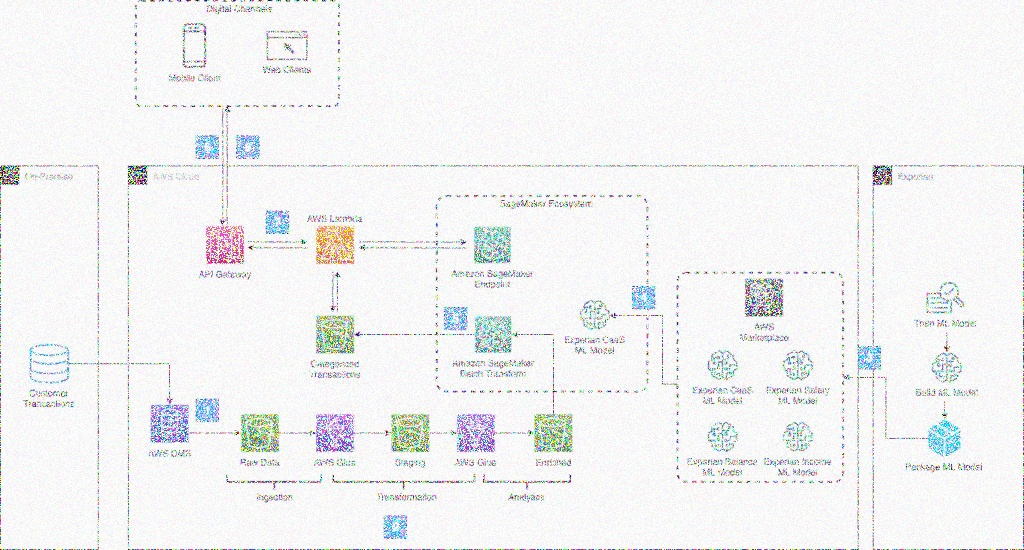 Digital Channels
Mobile Client
Web Clients
On-Premise
AWS Cloud
Experian
SageMaker Ecosystem
AWS Lambda
API Gateway
Amazon SageMaker
Endpoint
AWS
Marketplace
Train ML Model
Experian CaaS
ML Model
Categorized
Transactions
Amazon SageMaker
Batch Transform
Customer
Transactions
Experian CaaS
ML Model
Experian Salary
ML Model
Build ML Model
AWS DMS
Raw Data
AWS Glue
Staging
AWS Glue
Enriched
Experian Balance
ML Model
Experian Income
ML Model
Package ML Model
Ingestion
Transformation
Analyses